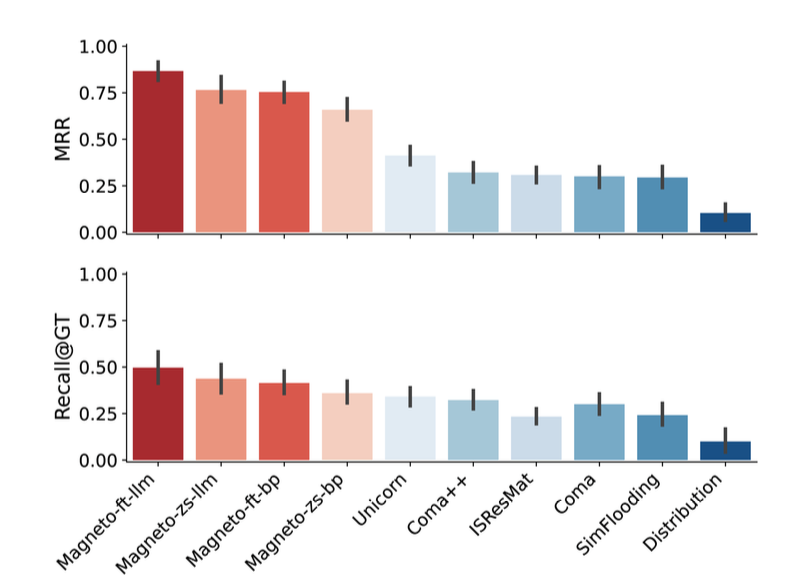 MRR
1.00
0.75
0.50
0.25
0.00
Recall@GT
1.00
0.75
0.50
0.25
0.00
Magneto-ft-llm
Magneto-zs-llm
Magneto-ft-bp
Magneto-zs-bp
Unicorn
Coma++
ISResMat
Coma
SimFlooding
Distribution